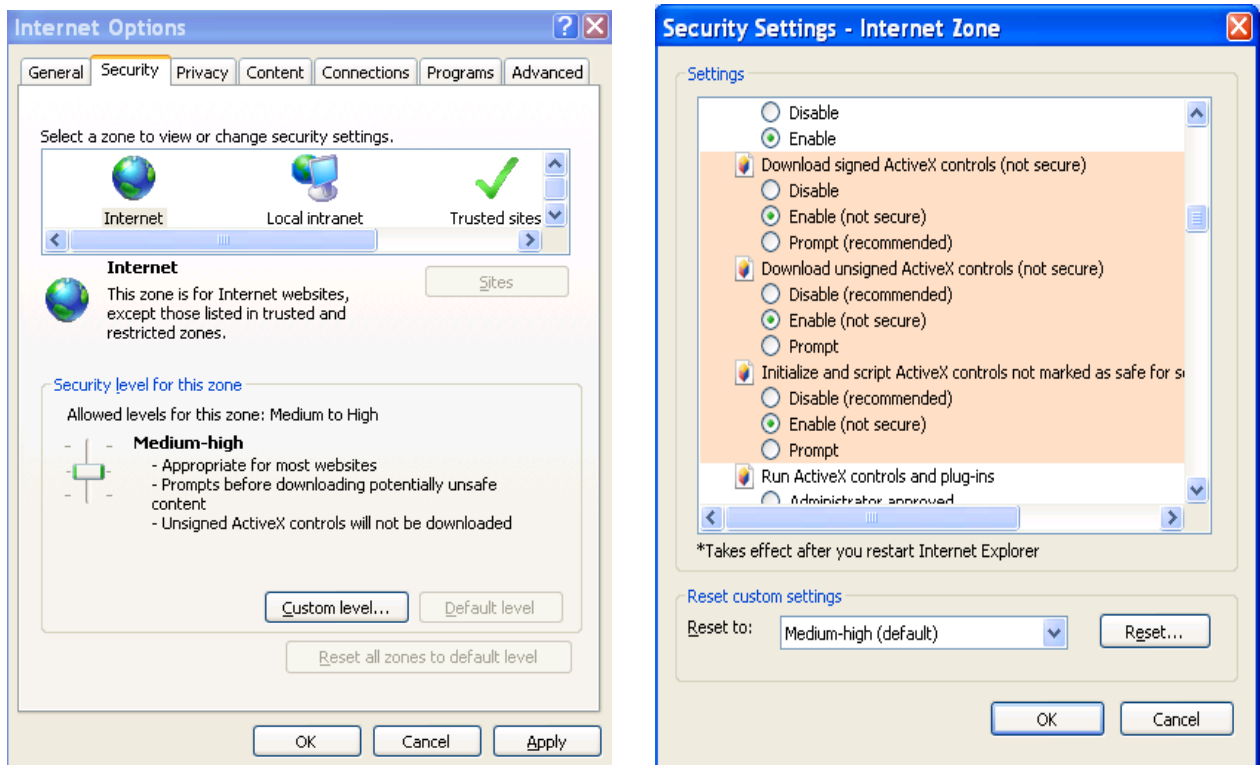 Internet Options
General Security Privacy Content Connections Programs Advanced
Select a zone to view or change security settings.
Internet Local intranet Trusted sites
Internet
This zone is for Internet websites,
except those listed in trusted and
restricted zones.
Sites
Security level for this zone
Allowed levels for this zone: Medium to High
Medium-high
- Appropriate for most websites
- Prompts before downloading potentially unsafe
content
- Unsigned ActiveX controls will not be downloaded
Custom level... Default level
Reset all zones to default level
OK Cancel Apply
Security Settings - Internet Zone
Settings
Disable
Enable
Download signed ActiveX controls (not secure)
Disable
Enable (not secure)
Prompt (recommended)
Download unsigned ActiveX controls (not secure)
Disable (recommended)
Enable (not secure)
Prompt
Initialize and script ActiveX controls not marked as safe for
Disable (recommended)
Enable (not secure)
Prompt
Run ActiveX controls and plug-ins
Administrator approved
*Takes effect after you restart Internet Explorer
Reset custom settings
Reset to: Medium-high (default) Reset...
OK Cancel